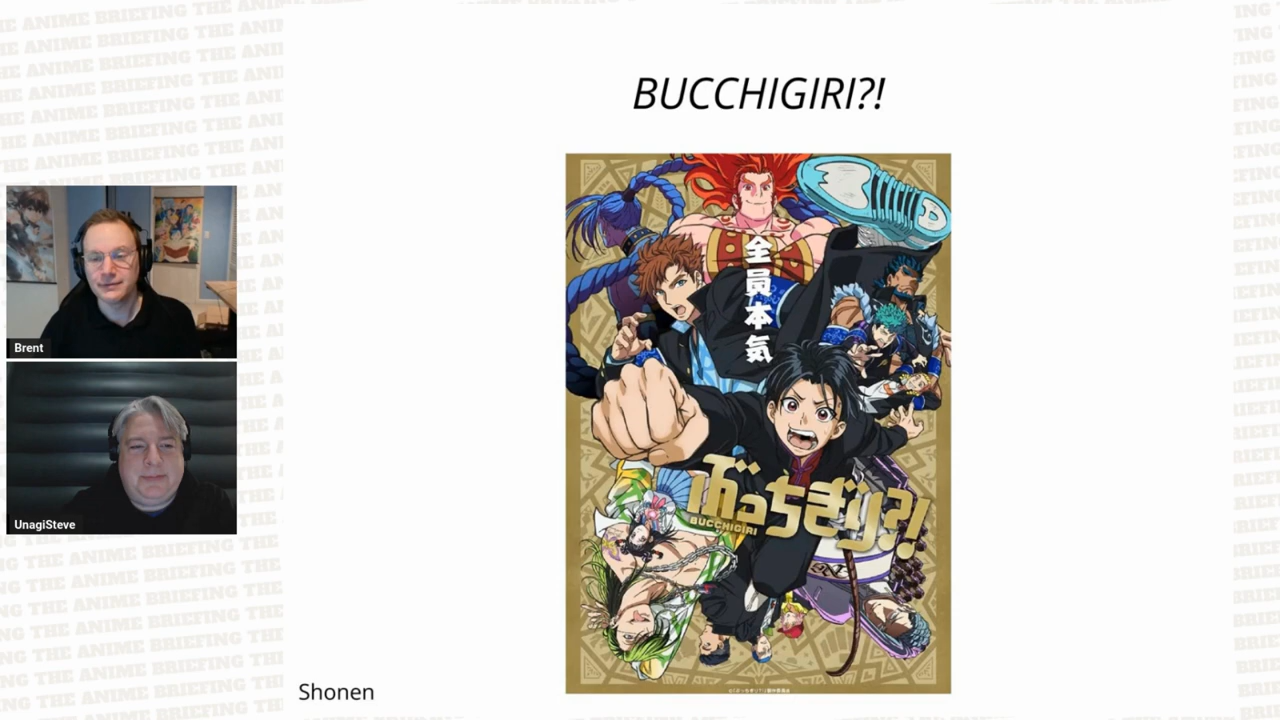 BUCCHIGIRI?!
全
員
本
気
ぶっちぎり?!
BUCCHIGIRI
Brent
UnagiSteve
Shonen
THE ANIME BRIEFING